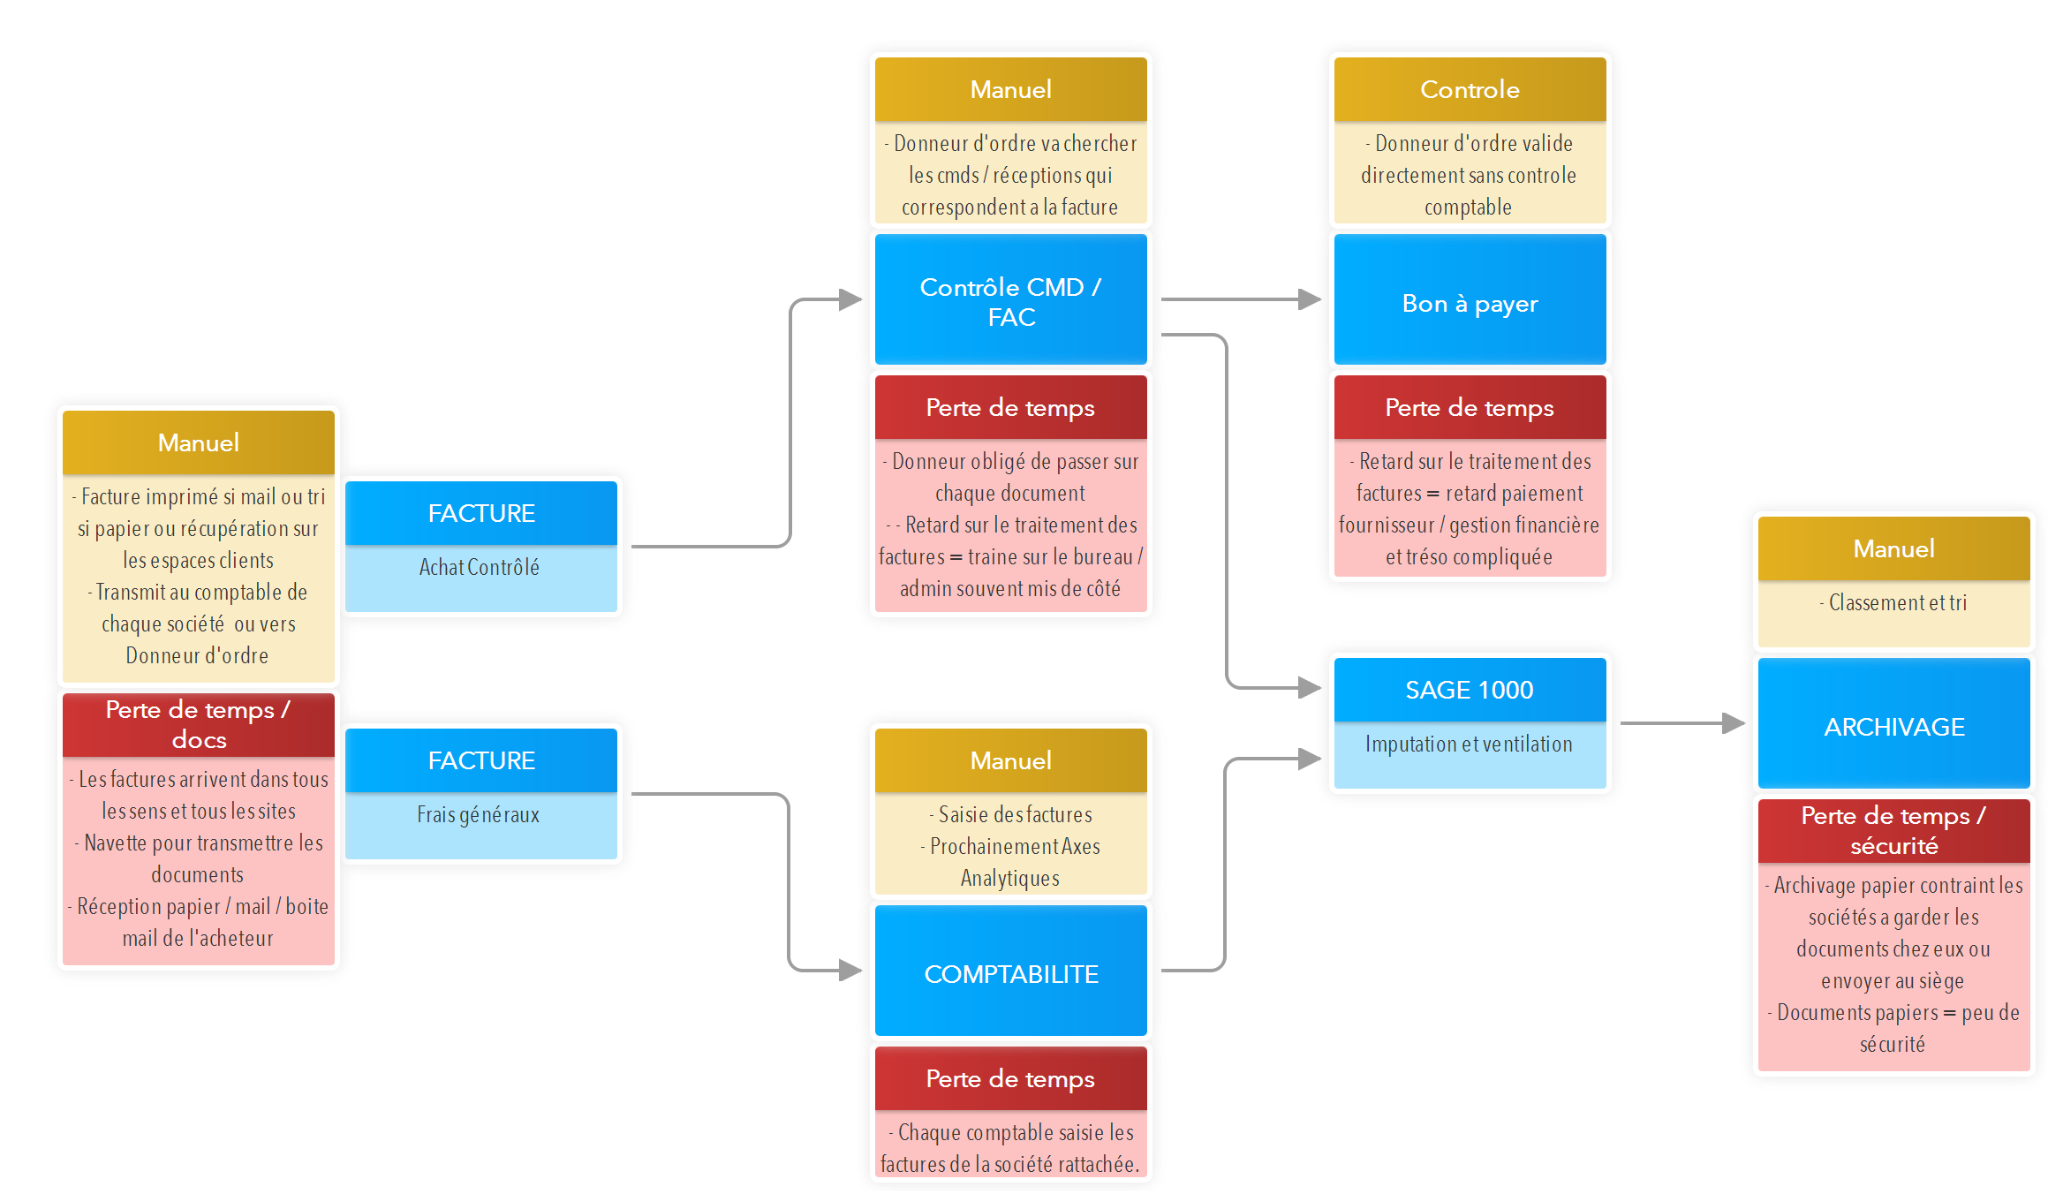 Manuel
- Facture imprimé si mail ou tri
si papier ou récupération sur
les espaces clients
- Transmit au comptable de
chaque société  ou vers
Donneur d'ordre
Perte de temps /
docs
- Les factures arrivent dans tous
les sens et tous les sites
- Navette pour transmettre les
documents
- Réception papier / mail / boite
mail de l'acheteur
FACTURE
Achat Contrôlé
FACTURE
Frais généraux
Manuel
- Donneur d'ordre va chercher
les cmds / réceptions qui
correspondent a la facture
Contrôle CMD /
FAC
Perte de temps
- Donneur obligé de passer sur
chaque document
- - Retard sur le traitement des
factures = traine sur le bureau /
admin souvent mis de côté
Manuel
- Saisie des factures
- Prochainement Axes
Analytiques
COMPTABILITE
Perte de temps
- Chaque comptable saisie les
factures de la société rattachée.
Controle
- Donneur d'ordre valide
directement sans controle
comptable
Bon à payer
Perte de temps
- Retard sur le traitement des
factures = retard paiement
fournisseur / gestion financière
et tréso compliquée
SAGE 1000
Imputation et ventilation
Manuel
- Classement et tri
ARCHIVAGE
Perte de temps /
sécurité
- Archivage papier contraint les
sociétés a garder les
documents chez eux ou
envoyer au siège
- Documents papiers = peu de
sécurité